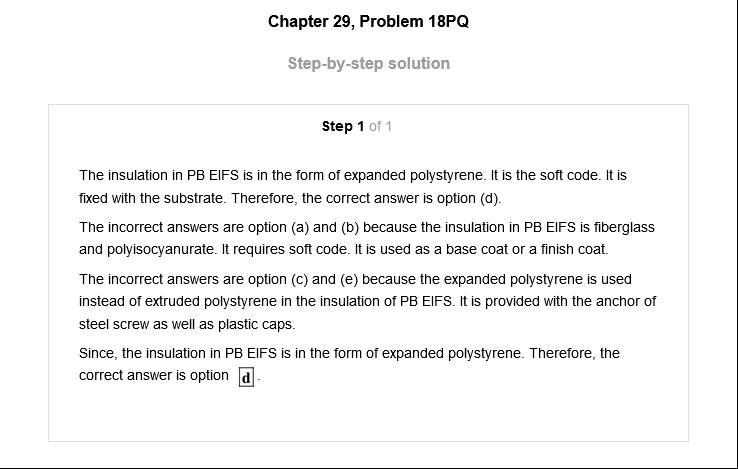 Chapter 29, Problem 18PQ
Step-by-step solution
Step 1 of 1
The insulation in PB EIFS is in the form of expanded polystyrene. It is the soft code. It is
fixed with the substrate. Therefore, the correct answer is option (d).
The incorrect answers are option (a) and (b) because the insulation in PB EIFS is fiberglass
and polyisocyanurate. It requires soft code. It is used as a base coat or a finish coat.
The incorrect answers are option (c) and (e) because the expanded polystyrene is used
instead of extruded polystyrene in the insulation of PB EIFS. It is provided with the anchor of
steel screw as well as plastic caps.
Since, the insulation in PB EIFS is in the form of expanded polystyrene. Therefore, the
correct answer is option d.